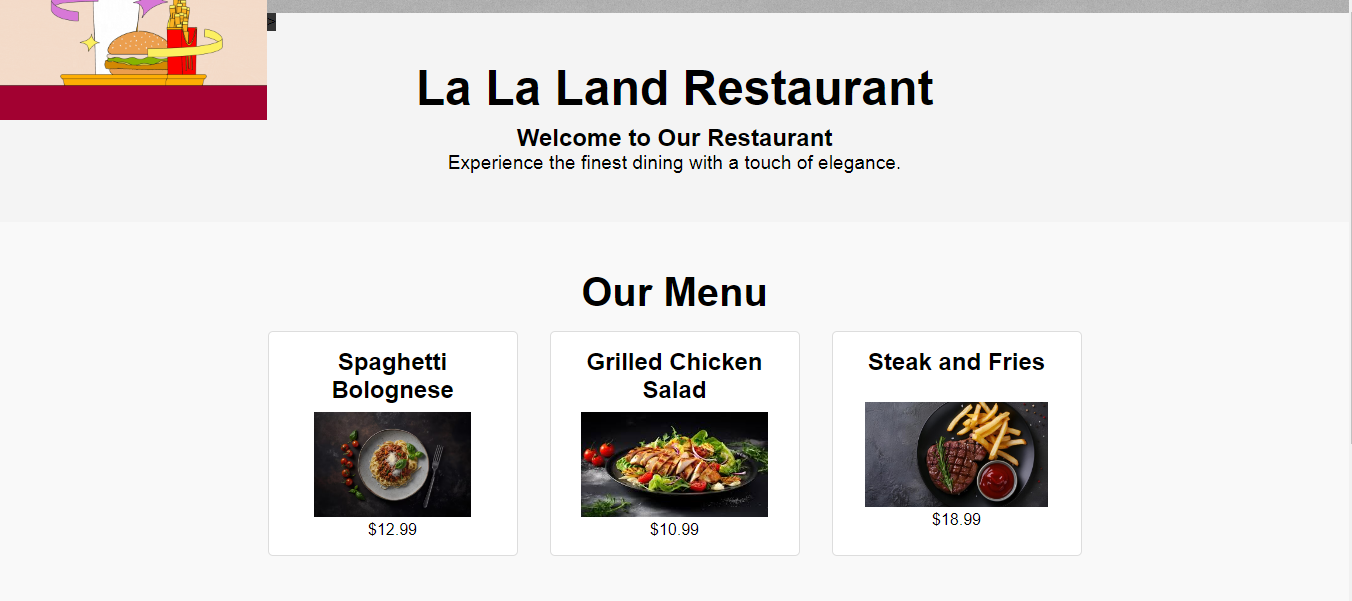 >
La La Land Restaurant
Welcome to Our Restaurant
Experience the finest dining with a touch of elegance.
Our Menu
Spaghetti
Bolognese
Grilled Chicken
Salad
Steak and Fries
$12.99
$10.99
$18.99